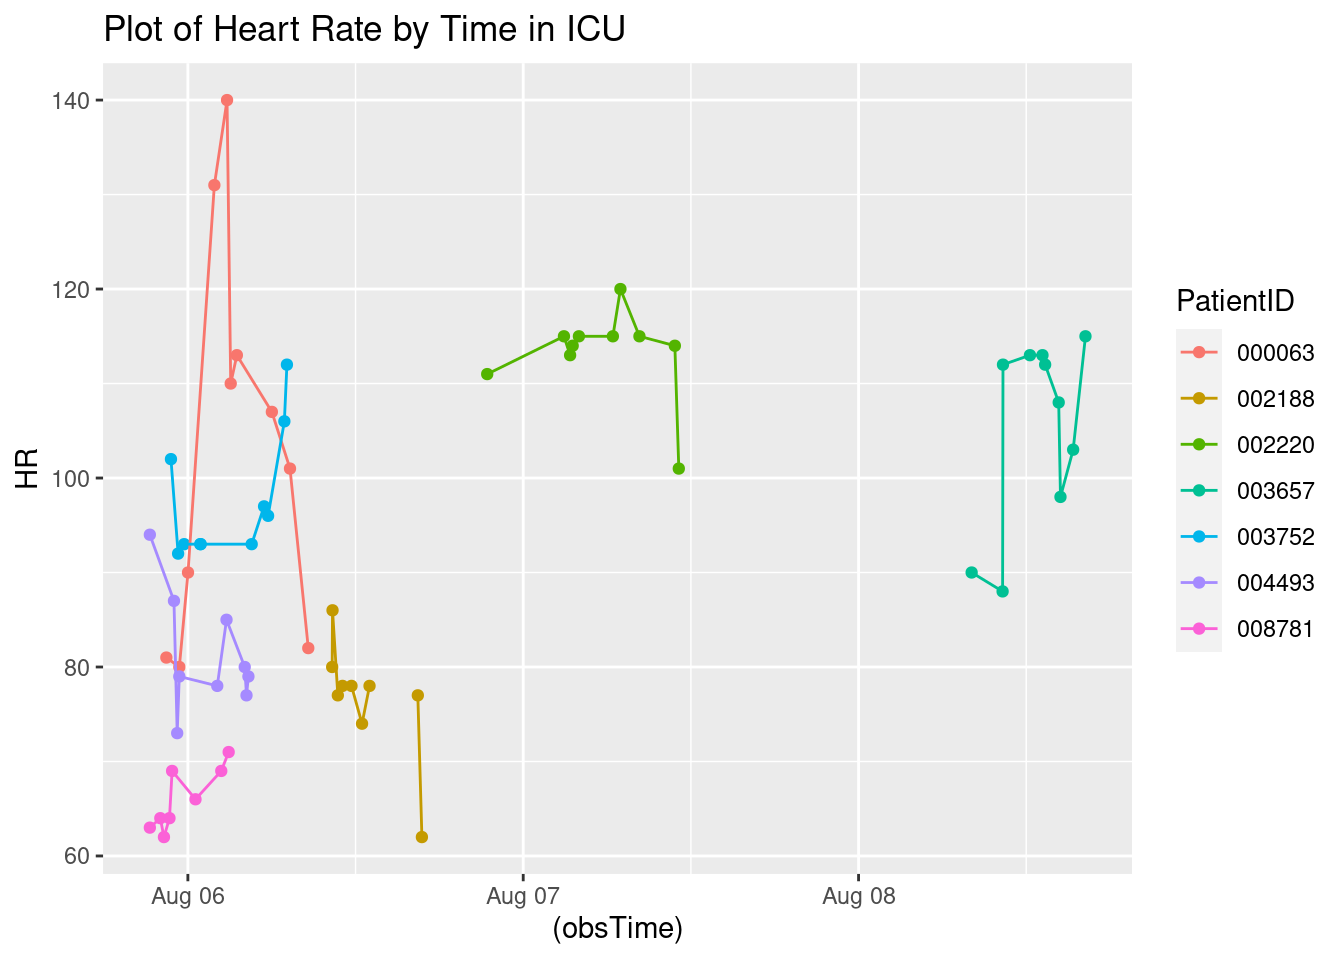 Plot of Heart Rate by Time in ICU
140
120
100
80
60
HR
Aug 06
Aug 07
Aug 08
(obsTime)
PatientID
000063
002188
002220
003657
003752
004493
008781